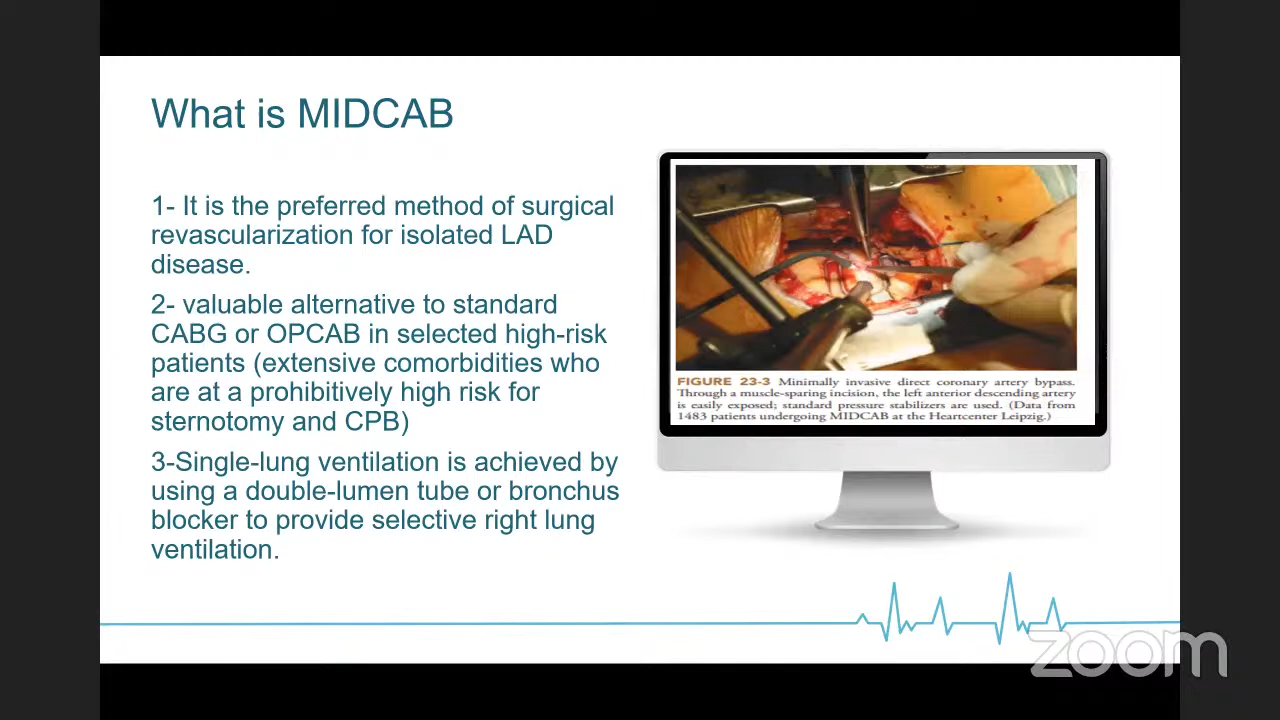 What is MIDCAB
1- It is the preferred method of surgical
revascularization for isolated LAD
disease.
2- valuable alternative to standard
CABG or OPCAB in selected high-risk
patients (extensive comorbidities who
are at a prohibitively high risk for
sternotomy and CPB)
3-Single-lung ventilation is achieved by
using a double-lumen tube or bronchus
blocker to provide selective right lung
ventilation.
FIGURE 23-3 Minimally invasive direct coronary artery bypass.
Through a muscle-sparing incision, the left anterior descending artery
is easily exposed; standard pressure stabilizers are used. (Data from
1483 patients undergoing MIDCAB at the Heartcenter Leipzig.)
zoom